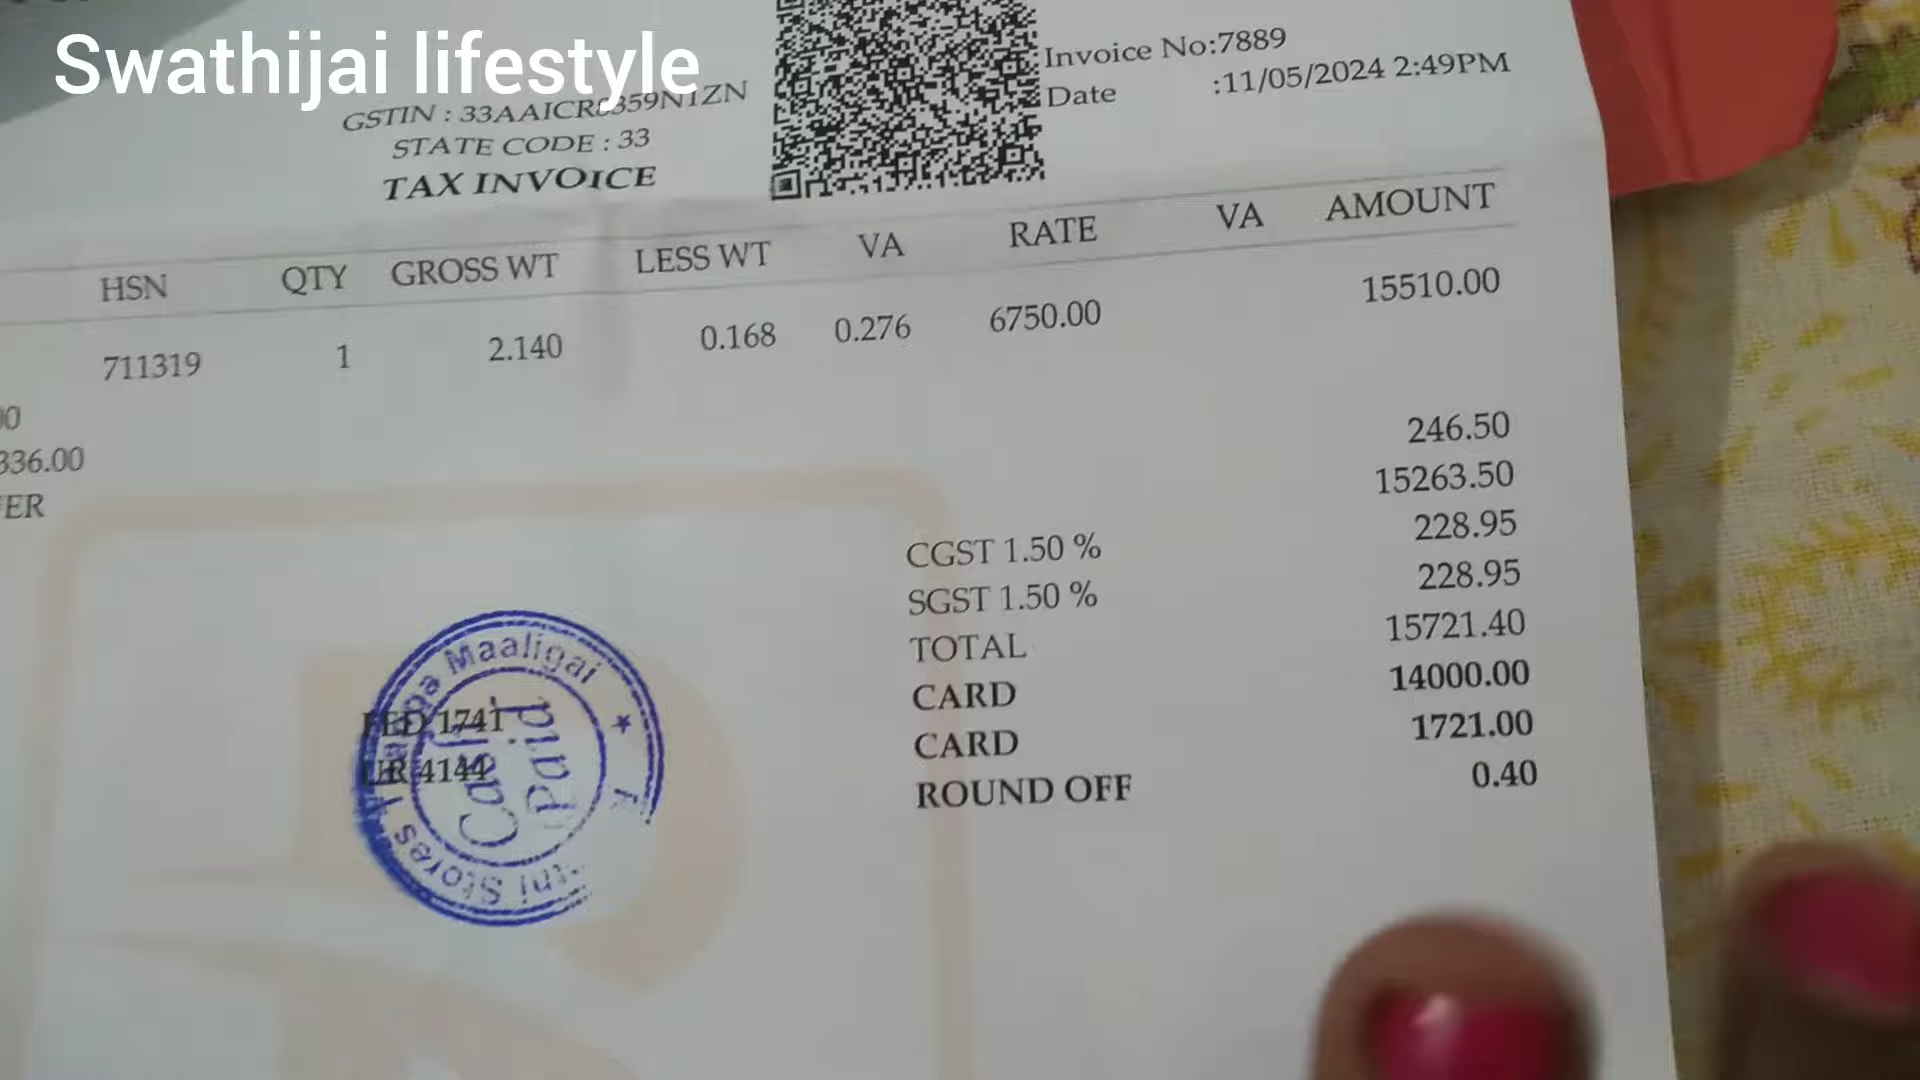 Swathijai lifestyle
Invoice No:7889
Date :11/05/2024 2:49PM
STATE CODE : 33
TAX INVOICE
HSN QTY GROSS WT LESS WT VA RATE VA AMOUNT
711319 1 2.140 0.168 0.276 6750.00 15510.00
246.50
336.00
15263.50
CGST 1.50 % 228.95
SGST 1.50 % 228.95
TOTAL 15721.40
CARD 14000.00
CARD 1721.00
ROUND OFF 0.40
1741
4144
Maaligai
Stores
Cash
Paid